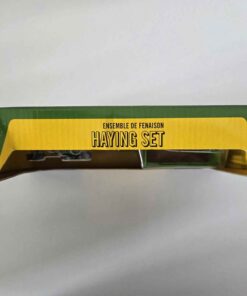 ENSEMBLE DE FENAISON
HAYING SET